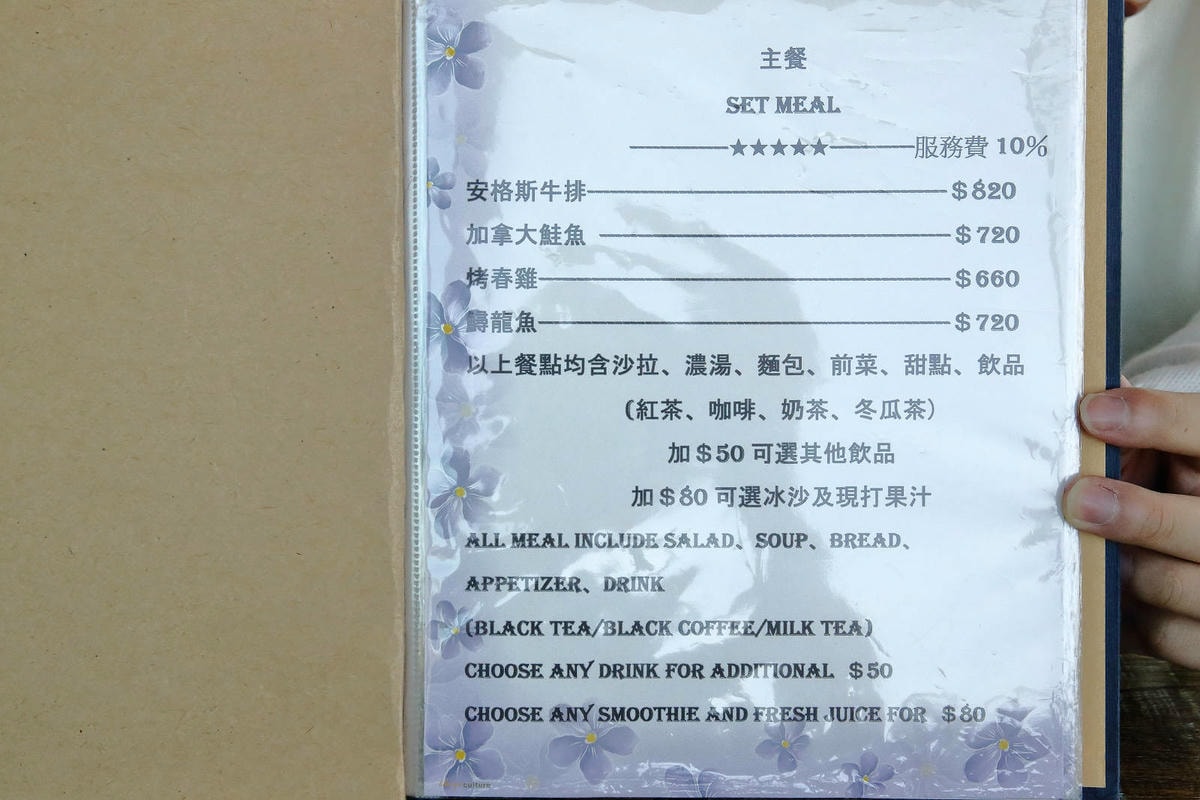 主餐
SET MEAL
★★★★★ 服務費 10%
安格斯牛排 $820
加拿大鮭魚 $720
烤春雞 $660
鱘龍魚 $720
以上餐點均含沙拉、濃湯、麵包、前菜、甜點、飲品
(紅茶、咖啡、奶茶、冬瓜茶)
加$50 可選其他飲品
加$80 可選冰沙及現打果汁
ALL MEAL INCLUDE SALAD、SOUP、BREAD、
APPETIZER、DRINK
(BLACK TEA/BLACK COFFEE/MILK TEA)
CHOOSE ANY DRINK FOR ADDITIONAL $50
CHOOSE ANY SMOOTHIE AND FRESH JUICE FOR $80
culture